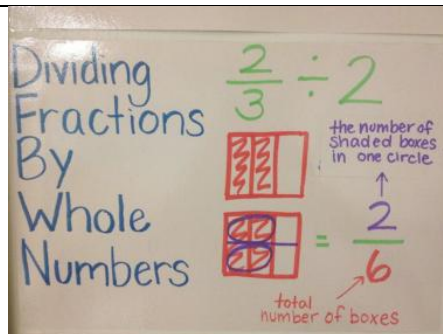 Dividing
Fractions
By
Whole
Numbers
2/3 ÷ 2
the number of
shaded boxes
in one circle
= 2/6
total
number of boxes